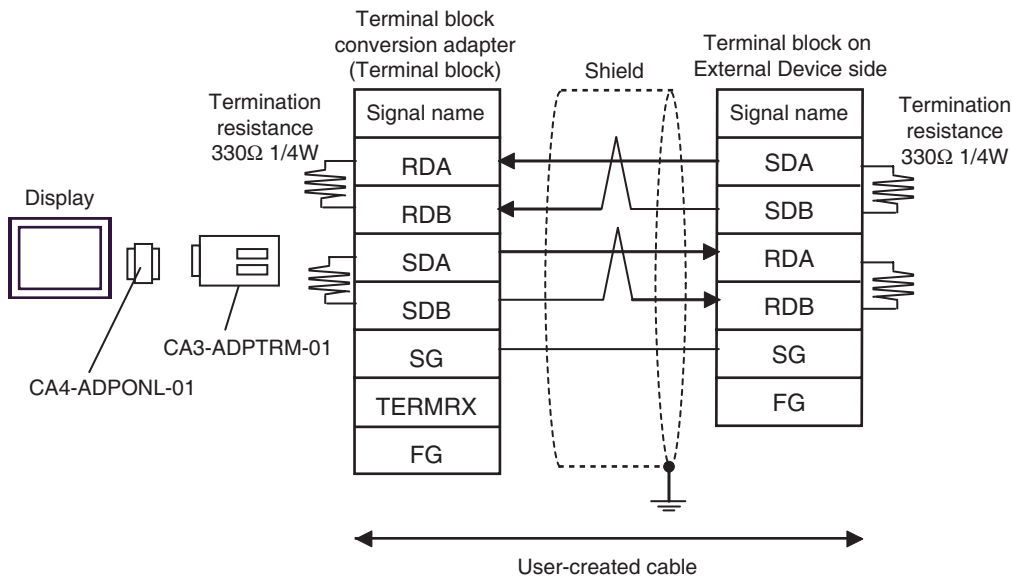 Terminal block
conversion adapter
(Terminal block)
Shield
Terminal block on
External Device side
Termination
resistance
330Ω 1/4W
Signal name
RDA
RDB
SDA
SDB
SG
TERMRX
FG
Signal name
SDA
SDB
RDA
RDB
SG
FG
Termination
resistance
330Ω 1/4W
Display
CA3-ADPTRM-01
CA4-ADPONL-01
User-created cable